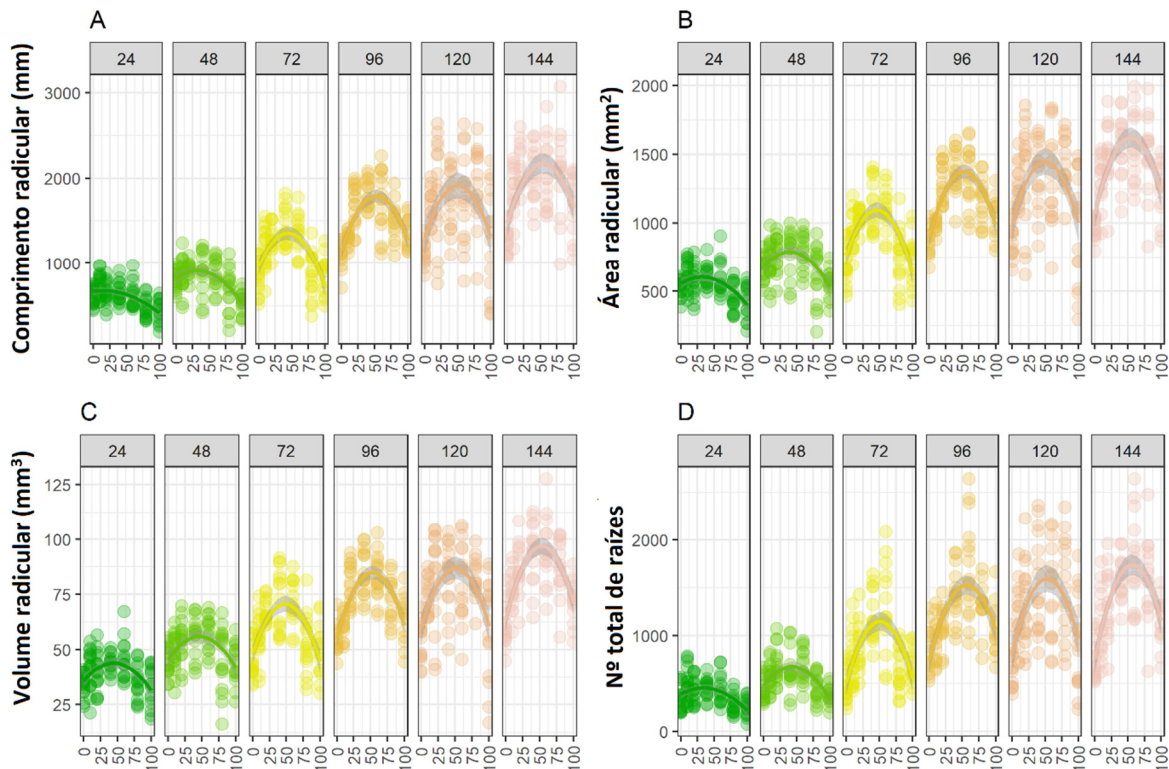 A
24 48 72 96 120 144
Comprimento radicular (mm)
3000
2000
1000
0 25 50 75 100 0 25 50 75 100 0 25 50 75 100 0 25 50 75 100 0 25 50 75 100 0 25 50 75 100
B
24 48 72 96 120 144
Área radicular (mm²)
2000
1500
1000
500
0 25 50 75 100 0 25 50 75 100 0 25 50 75 100 0 25 50 75 100 0 25 50 75 100 0 25 50 75 100
C
24 48 72 96 120 144
Volume radicular (mm³)
125
100
75
50
25
0 25 50 75 100 0 25 50 75 100 0 25 50 75 100 0 25 50 75 100 0 25 50 75 100 0 25 50 75 100
D
24 48 72 96 120 144
Nº total de raízes
2000
1000
0
0 25 50 75 100 0 25 50 75 100 0 25 50 75 100 0 25 50 75 100 0 25 50 75 100 0 25 50 75 100